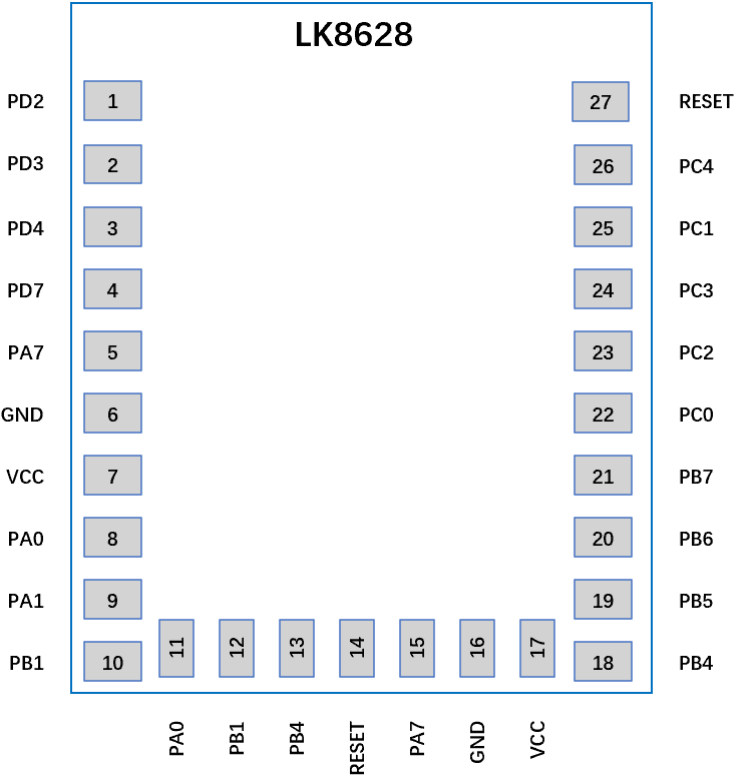 LK8628
PD2 1 27 RESET
PD3 2 26 PC4
PD4 3 25 PC1
PD7 4 24 PC3
PA7 5 23 PC2
GND 6 22 PC0
VCC 7 21 PB7
PA0 8 20 PB6
PA1 9 19 PB5
PB1 10 11 12 13 14 15 16 17 18 PB4
PA0 PB1 PB4 RESET PA7 GND VCC